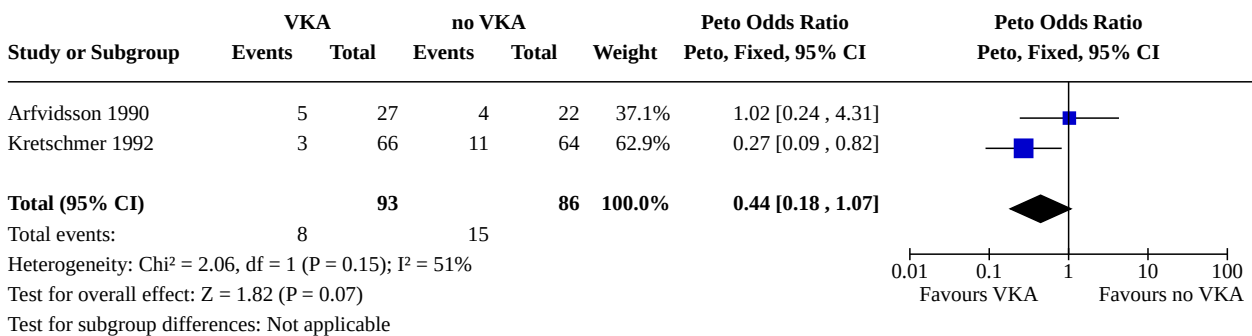 VKA no VKA Peto Odds Ratio Peto Odds Ratio
Study or Subgroup Events Total Events Total Weight Peto, Fixed, 95% CI Peto, Fixed, 95% CI
Arfvidsson 1990 5 27 4 22 37.1% 1.02 [0.24 , 4.31]
Kretschmer 1992 3 66 11 64 62.9% 0.27 [0.09 , 0.82]
Total (95% CI) 93 86 100.0% 0.44 [0.18 , 1.07]
Total events: 8 15
Heterogeneity: Chi² = 2.06, df = 1 (P = 0.15); I² = 51%
0.01 0.1 1 10 100
Test for overall effect: Z = 1.82 (P = 0.07) Favours VKA Favours no VKA
Test for subgroup differences: Not applicable